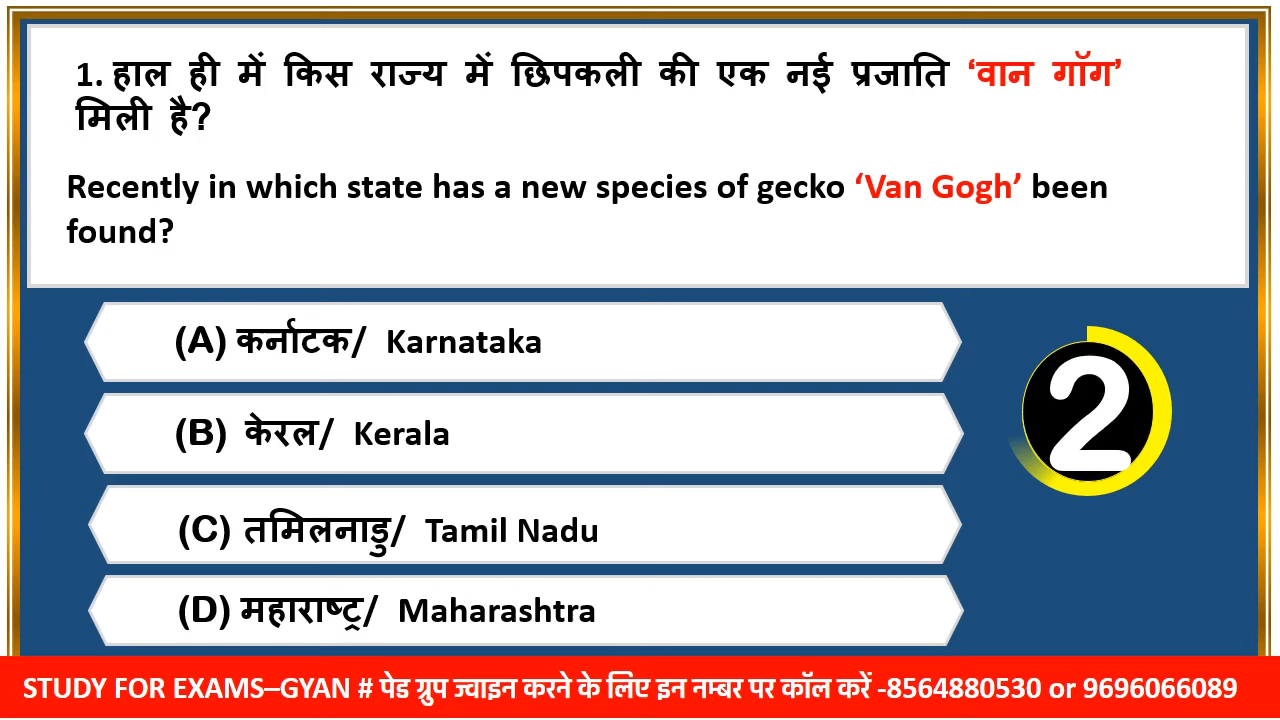 1. हाल ही में किस राज्य में छिपकली की एक नई प्रजाति ‘वान गॉग’
मिली है?
Recently in which state has a new species of gecko ‘Van Gogh’ been
found?
(A) कर्नाटक/ Karnataka
(B) केरल/ Kerala
2
(C) तमिलनाडु/ Tamil Nadu
(D) महाराष्ट्र/ Maharashtra
STUDY FOR EXAMS–GYAN # पेड ग्रुप ज्वाइन करने के लिए इन नम्बर पर कॉल करें -8564880530 or 9696066089